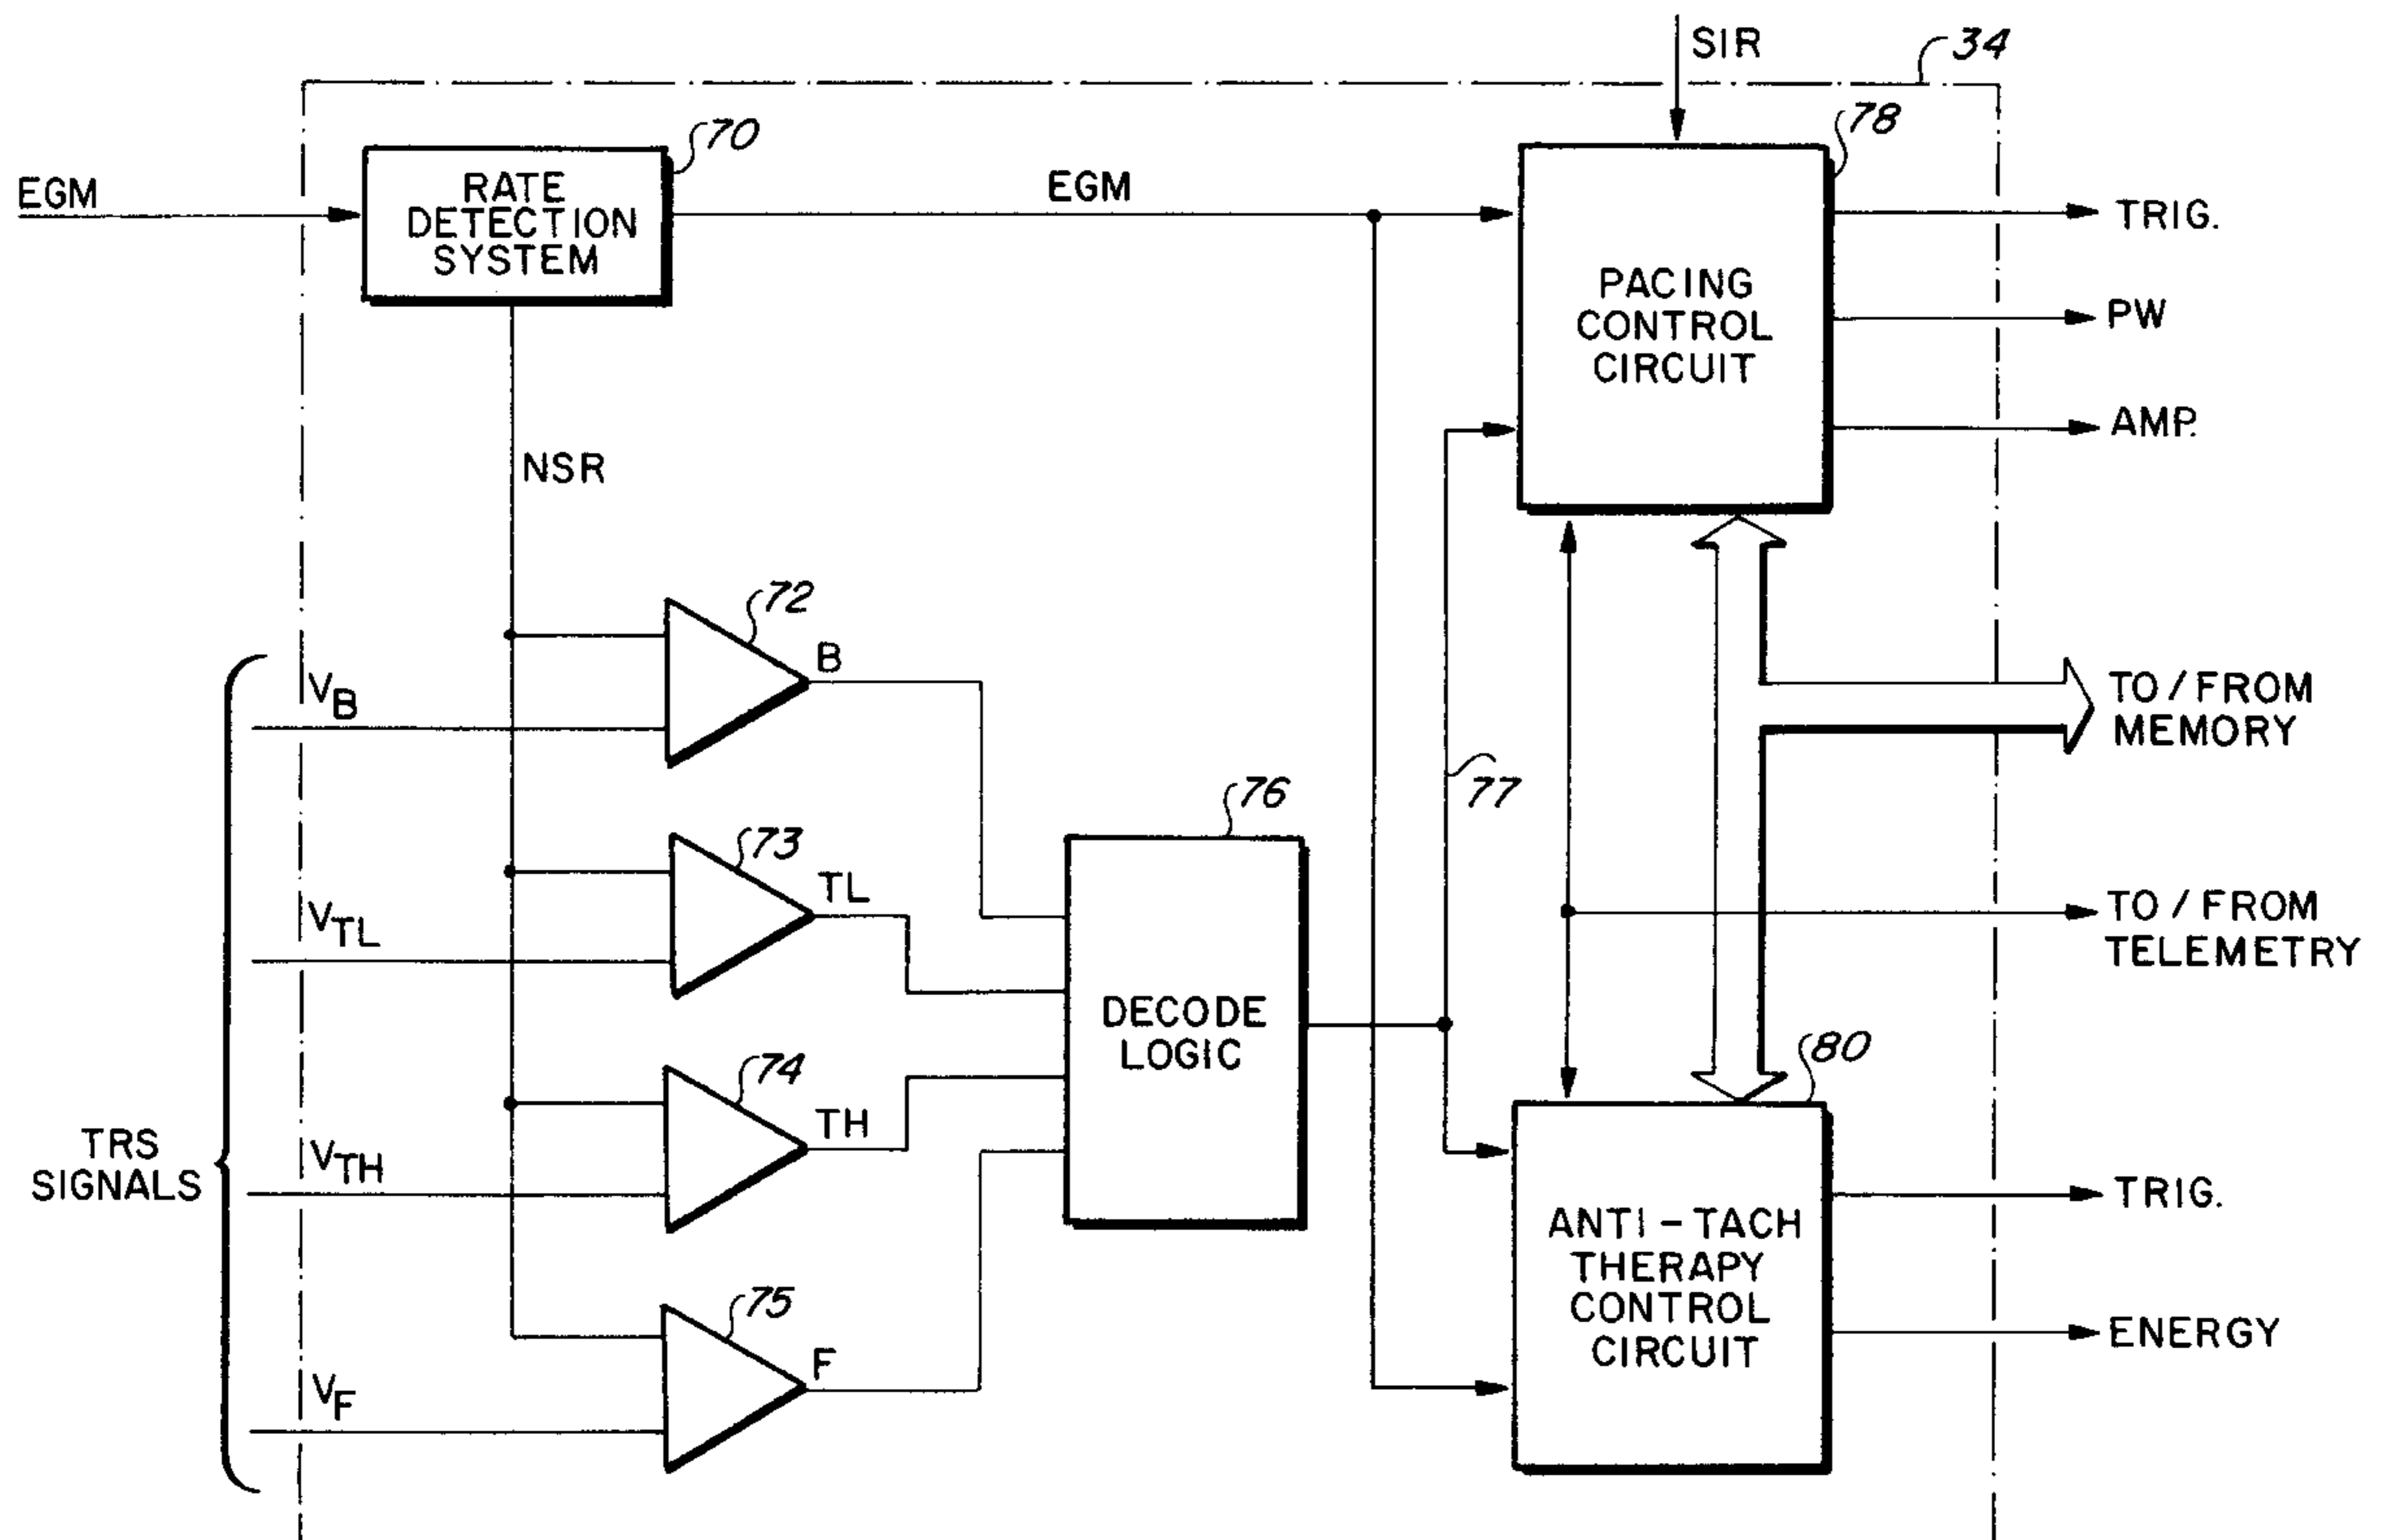 SIR
34
EGM
RATE
DETECTION
SYSTEM
70
EGM
PACING
CONTROL
CIRCUIT
78
TRIG.
PW
AMP.
NSR
72
B
VB
TO / FROM
MEMORY
77
76
73
TL
VTL
DECODE
LOGIC
TO / FROM
TELEMETRY
74
TH
VTH
TRS
SIGNALS
80
ANTI-TACH
THERAPY
CONTROL
CIRCUIT
TRIG.
ENERGY
75
F
VF